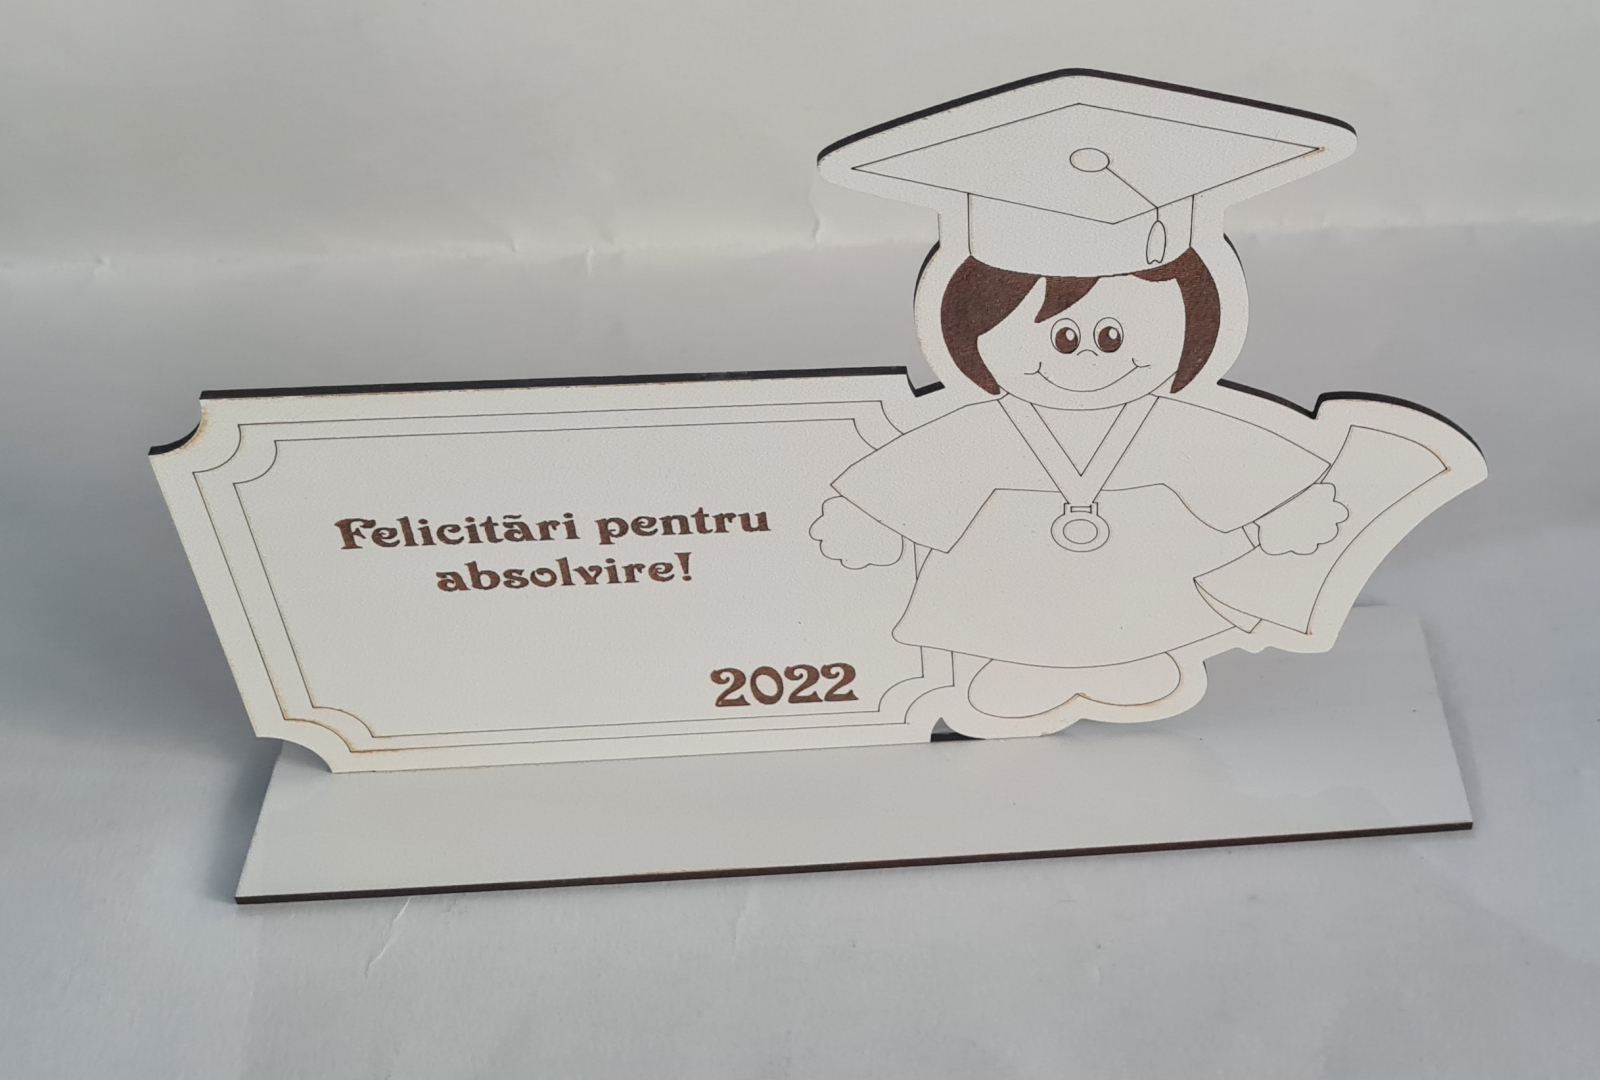 Felicitări pentru
absolvire!
2022